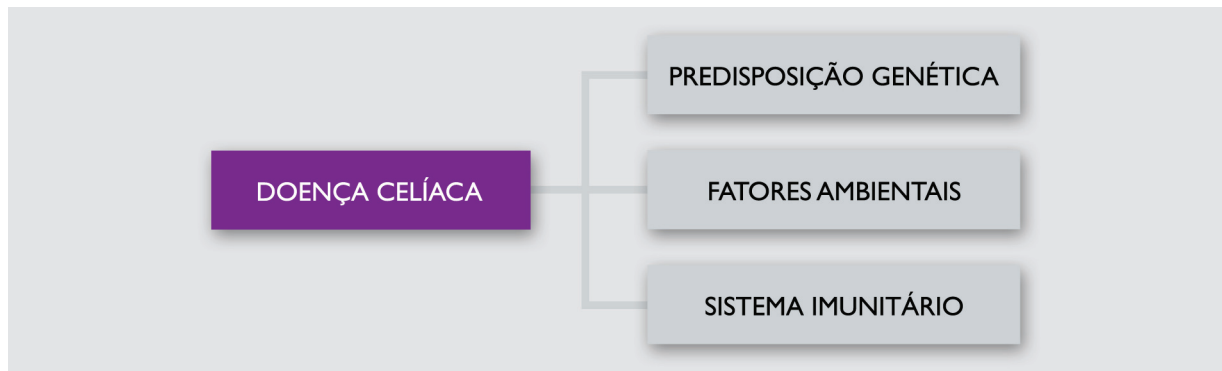 PREDISPOSIÇÃO GENÉTICA
DOENÇA CELÍACA
FATORES AMBIENTAIS
SISTEMA IMUNITÁRIO